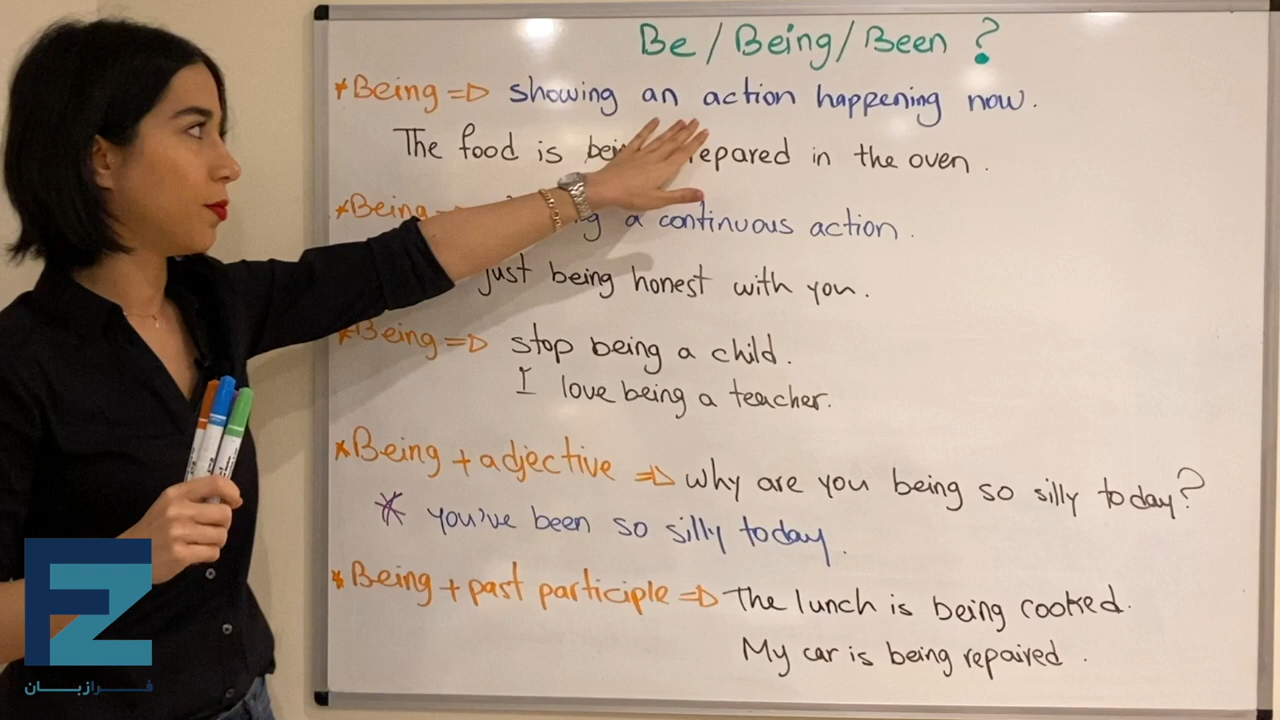 Be / Being / Been ?
*Being => showing an action happening now.
The food is repared in the oven.
*Being a continuous action.
just being honest with you.
*Being => stop being a child.
I love being a teacher.
*Being + adjective => why are you being so silly today?
* you've been so silly today.
*Being + past participle => The lunch is being cooked.
My car is being repaired.
FZ
فرازبان